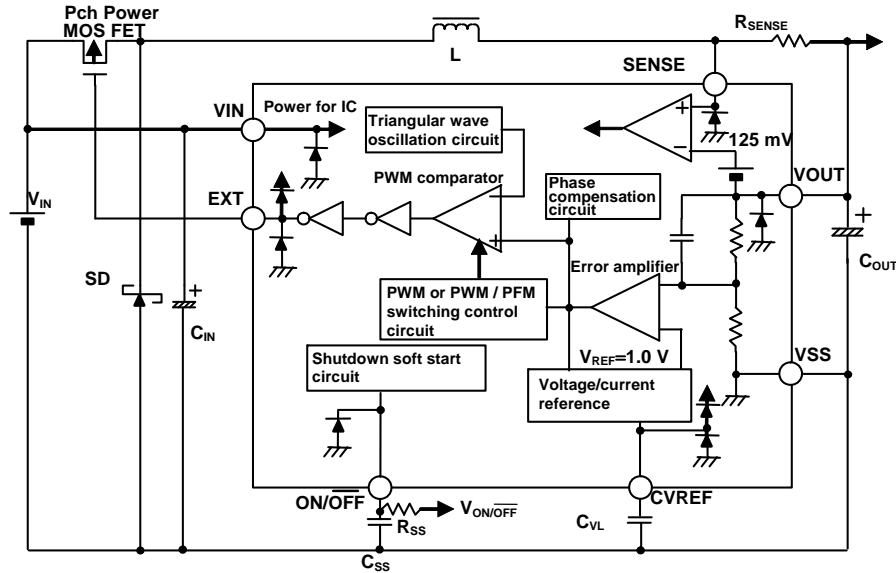 Pch Power
MOS FET
L
RSENSE
SENSE
VIN
Power for IC
Triangular wave
oscillation circuit
+
−
125 mV
PWM comparator
Phase
compensation
circuit
VOUT
EXT
VIN
+
COUT
+
Error amplifier
SD
+
CIN
PWM or PWM / PFM
switching control
circuit
VREF=1.0 V
VSS
Shutdown soft start
circuit
Voltage/current
reference
ON/OFF
CVREF
RSS
VON/OFF
CVL
CSS